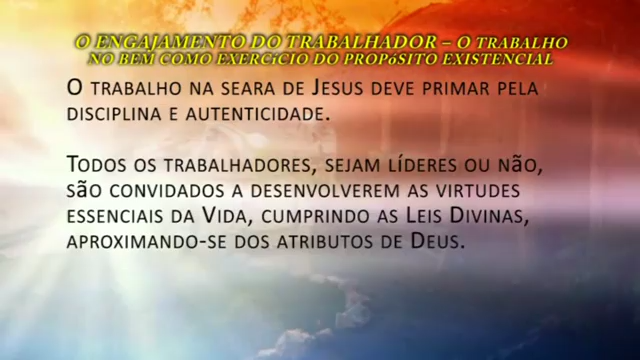 O ENGAJAMENTO DO TRABALHADOR – O TRABALHO
NO BEM COMO EXERCíCIO DO PROPóSITO EXISTENCIAL
O TRABALHO NA SEARA DE JESUS DEVE PRIMAR PELA
DISCIPLINA E AUTENTICIDADE.
TODOS OS TRABALHADORES, SEJAM LÍDERES OU NÃO,
SÃO CONVIDADOS A DESENVOLVEREM AS VIRTUDES
ESSENCIAIS DA VIDA, CUMPRINDO AS LEIS DIVINAS,
APROXIMANDO-SE DOS ATRIBUTOS DE DEUS.